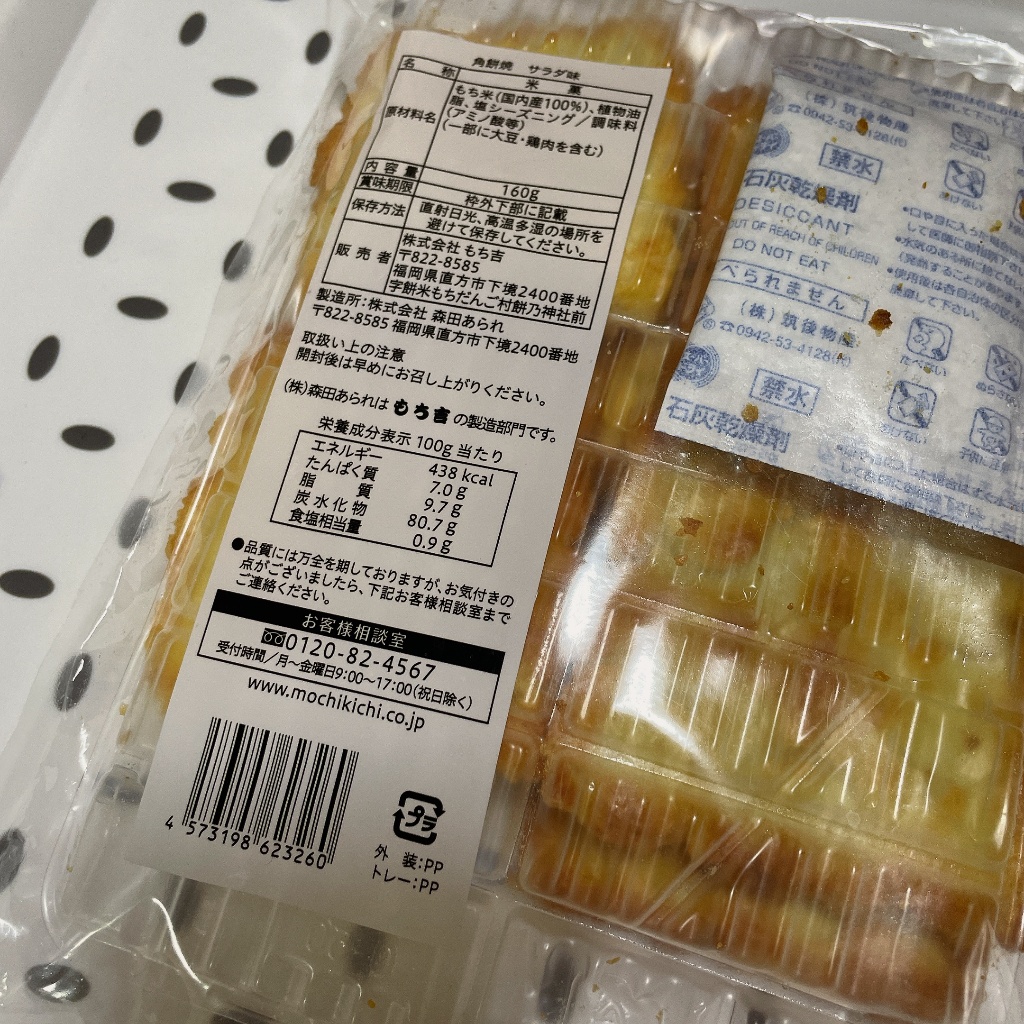 角餅焼 サラダ味
名称 米菓
原材料名 もち米(国内産100%)、植物油
脂、塩シーズニング/調味料
(アミノ酸等)
(一部に大豆・鶏肉を含む)
内容量 160g
賞味期限 枠外下部に記載
保存方法 直射日光、高温多湿の場所を
避けて保存してください。
販売者 株式会社 もち吉
〒822-8585
福岡県直方市下境2400番地
字餅米もちだんご村餅乃神社前
製造所:株式会社 森田あられ
〒822-8585 福岡県直方市下境2400番地
取扱い上の注意
開封後は早めにお召し上がりください。
(株)森田あられは もち吉 の製造部門です。
栄養成分表示 100g 当たり
エネルギー 438 kcal
たんぱく質 7.0 g
脂質 9.7 g
炭水化物 80.7 g
食塩相当量 0.9 g
●品質には万全を期しておりますが、お気付きの
点がございましたら、下記お客様相談室まで
ご連絡ください。
お客様相談室
0120-82-4567
受付時間/月〜金曜日9:00〜17:00(祝日除く)
www.mochikichi.co.jp
4 573198 623260
プラ
外装:PP
トレー:PP
(株)筑後物産
☎0942-53-4128(代)
禁水
石灰乾燥剤
DESICCANT
OUT OF REACH OF CHILDREN
DO NOT EAT
べられません
(株)筑後物産
☎0942-53-4128(代)
たべない
禁水
石灰乾燥剤